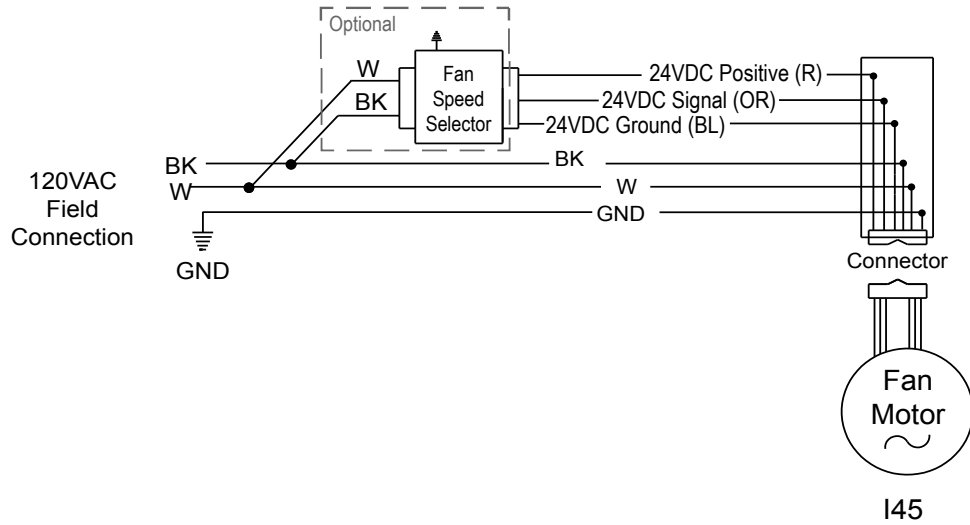 Optional
W
BK
Fan
Speed
Selector
24VDC Positive (R)
24VDC Signal (OR)
24VDC Ground (BL)
BK
W
120VAC
Field
Connection
BK
W
GND
GND
Connector
Fan
Motor
I45